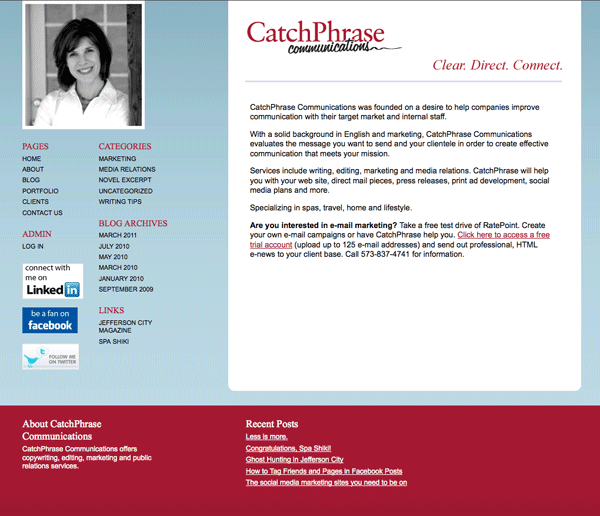 CatchPhrase
communications
Clear. Direct. Connect.
PAGES
HOME
ABOUT
BLOG
PORTFOLIO
CLIENTS
CONTACT US
ADMIN
LOG IN
connect with
me on
Linked in
be a fan on
facebook
FOLLOW ME
ON TWITTER
CATEGORIES
MARKETING
MEDIA RELATIONS
NOVEL EXCERPT
UNCATEGORIZED
WRITING TIPS
BLOG ARCHIVES
MARCH 2011
JULY 2010
MAY 2010
MARCH 2010
JANUARY 2010
SEPTEMBER 2009
LINKS
JEFFERSON CITY
MAGAZINE
SPA SHIKI
CatchPhrase Communications was founded on a desire to help companies improve
communication with their target market and internal staff.
With a solid background in English and marketing, CatchPhrase Communications
evaluates the message you want to send and your clientele in order to create effective
communication that meets your mission.
Services include writing, editing, marketing and media relations. CatchPhrase will help
you with your web site, direct mail pieces, press releases, print ad development, social
media plans and more.
Specializing in spas, travel, home and lifestyle.
Are you interested in e-mail marketing? Take a free test drive of RatePoint. Create
your own e-mail campaigns or have CatchPhrase help you. Click here to access a free
trial account (upload up to 125 e-mail addresses) and send out professional, HTML
e-news to your client base. Call 573-837-4741 for information.
About CatchPhrase
Communications
CatchPhrase Communications offers
copywriting, editing, marketing and public
relations services.
Recent Posts
Less is more.
Congratulations, Spa Shiki!
Ghost Hunting in Jefferson City
How to Tag Friends and Pages in Facebook Posts
The social media marketing sites you need to be on